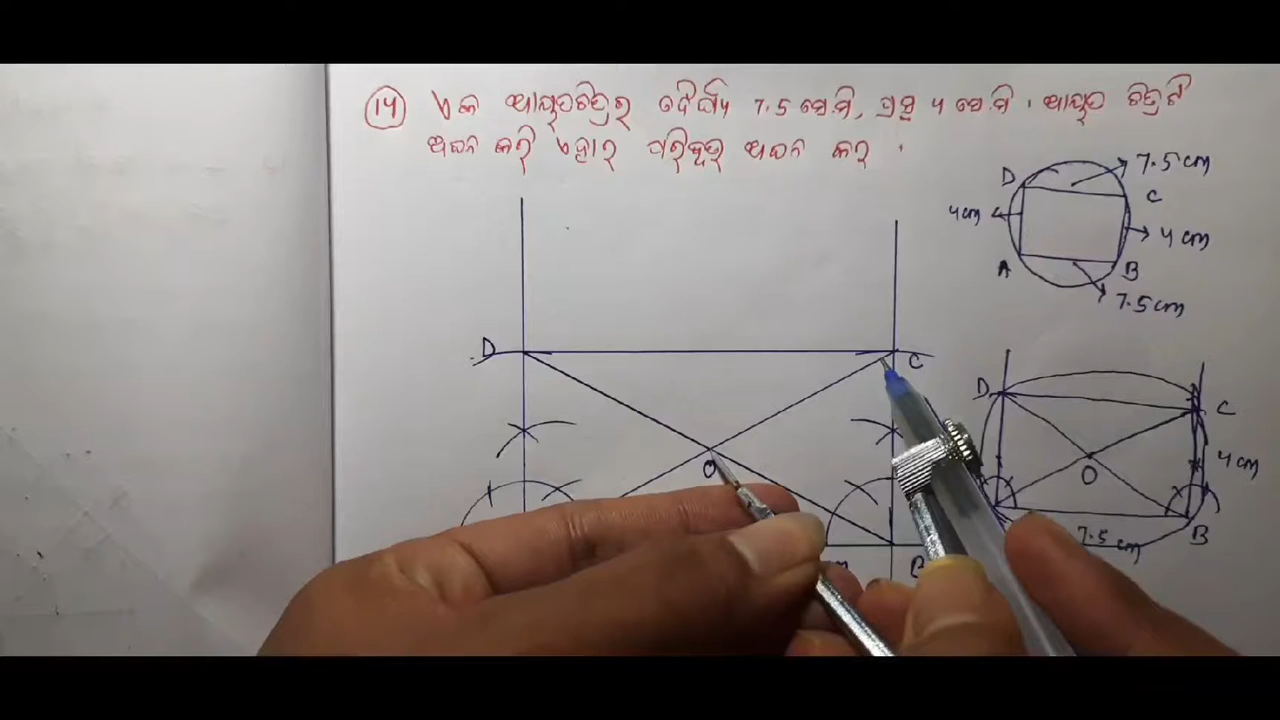 14 ଏକ ଆୟତଚିତ୍ରର ଦୈର୍ଘ୍ୟ 7.5 ସେ.ମି, ପ୍ରସ୍ଥ 4 ସେ.ମି । ଆୟତ ଚିତ୍ରଟି
ଅଙ୍କନ କରି ଏହାର ପରିବୃତ୍ତ ଅଙ୍କନ କର ।
D 7.5 cm
C
4 cm
4 cm
A B
7.5 cm
D C
O
B
D C
4 cm
O
7.5 cm B